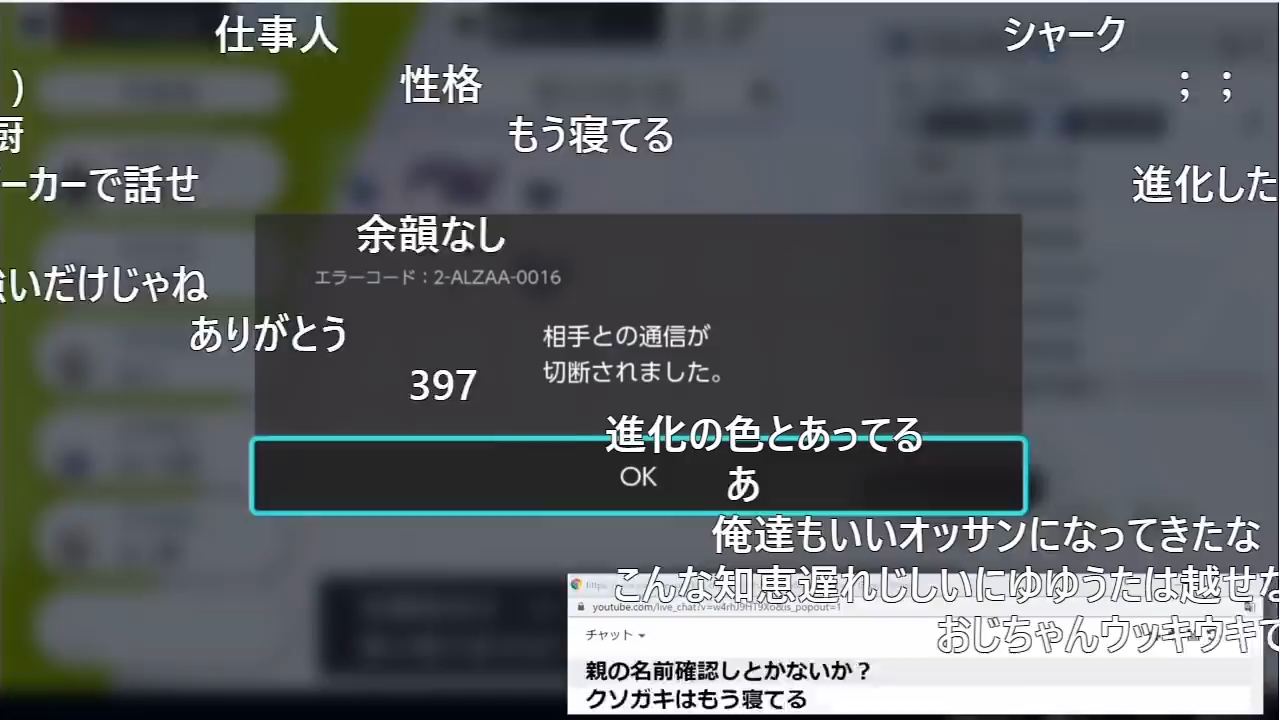 仕事人
シャーク
)
性格
; ;
厨
もう寝てる
ーカーで話せ
進化した
余韻なし
エラーコード：2-ALZAA-0016
いだけじゃね
ありがとう
相手との通信が
切断されました。
397
進化の色とあってる
OK
あ
俺達もいいオッサンになってきたな
こんな知恵遅れじじいにゆゆうたは越せな
youtube.com/live_chat?v=w4rhJ9H19Xo&is_popout=1
チャット
おじちゃんウッキウキで
親の名前確認しとかないか？
クソガキはもう寝てる